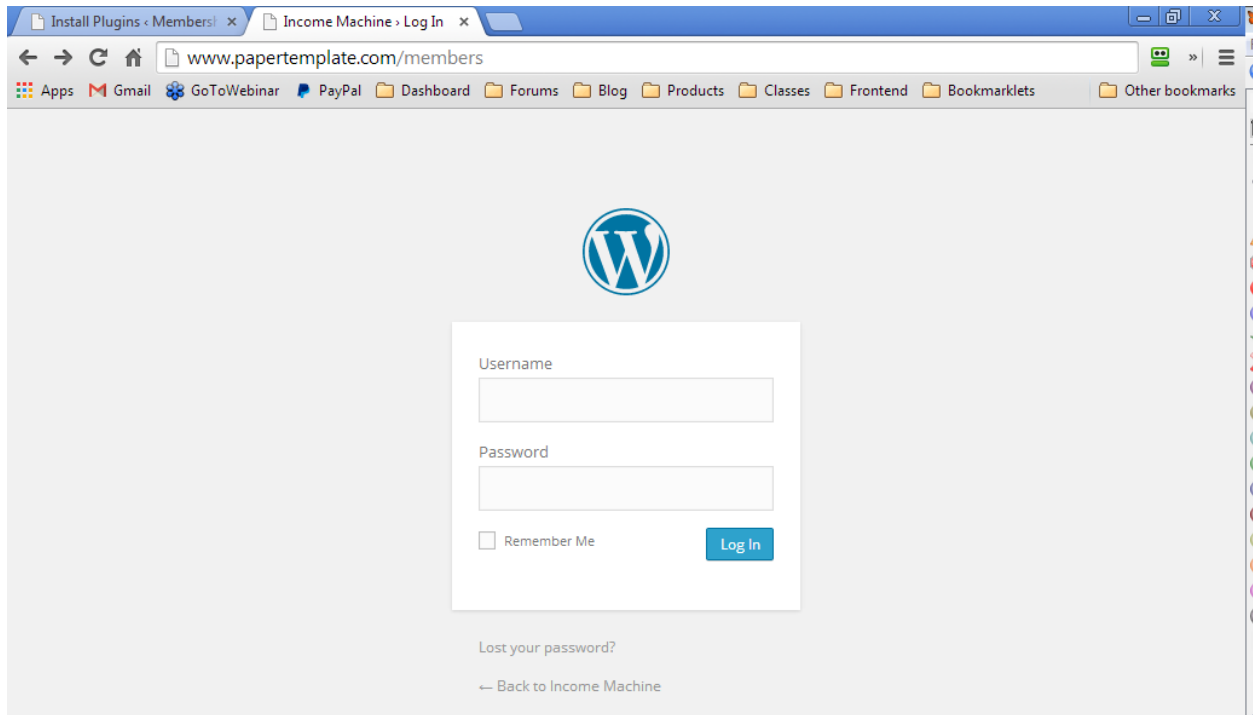 Install Plugins ‹ Membersh
Income Machine › Log In
www.papertemplate.com/members
Apps Gmail GoToWebinar PayPal Dashboard Forums Blog Products Classes Frontend Bookmarklets Other bookmarks
Username
Password
Remember Me Log In
Lost your password?
← Back to Income Machine